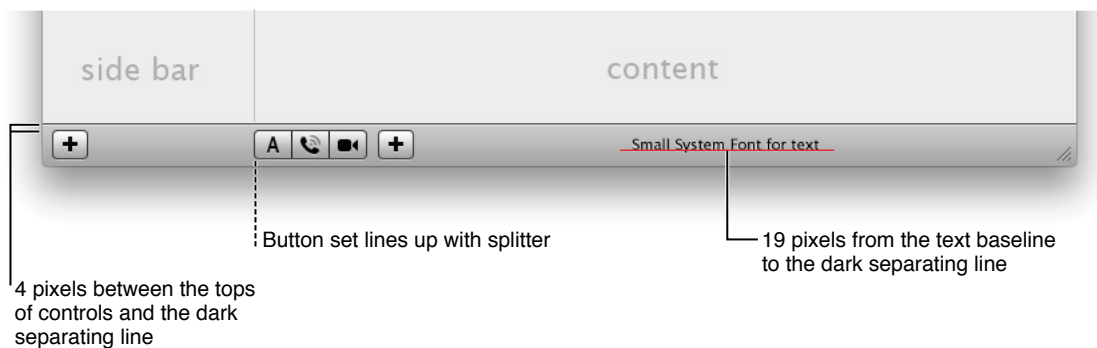 side bar
content
A
Small System Font for text
Button set lines up with splitter
19 pixels from the text baseline
to the dark separating line
4 pixels between the tops
of controls and the dark
separating line